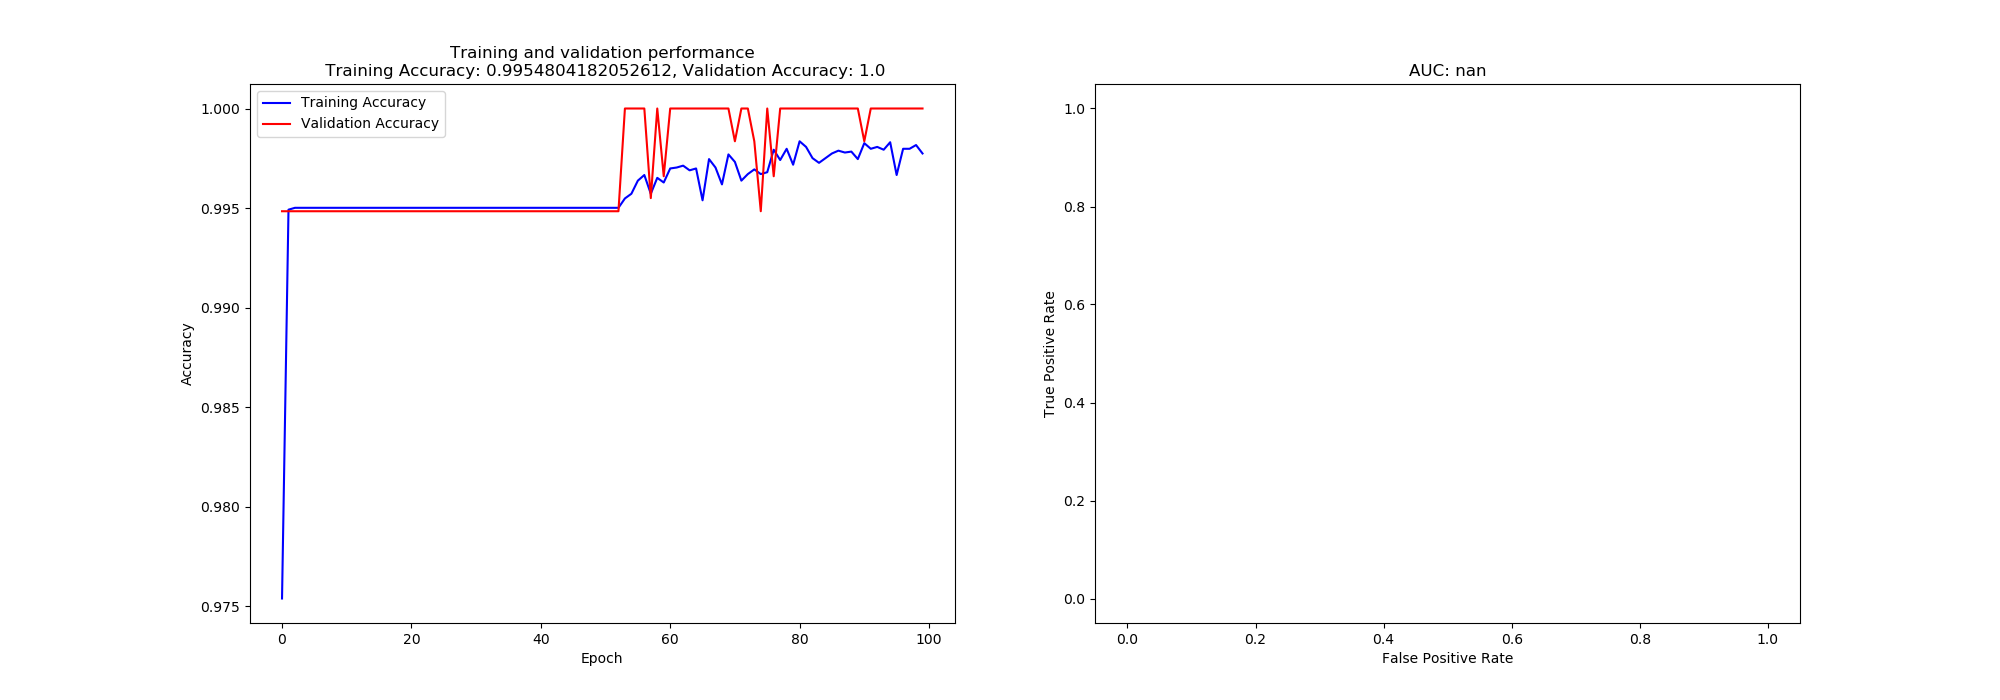 Training and validation performance
Training Accuracy: 0.9954804182052612, Validation Accuracy: 1.0
Training Accuracy
Validation Accuracy
1.000
0.995
0.990
0.985
0.980
0.975
Accuracy
0
20
40
60
80
100
Epoch
AUC: nan
1.0
0.8
0.6
0.4
0.2
0.0
True Positive Rate
0.0
0.2
0.4
0.6
0.8
1.0
False Positive Rate